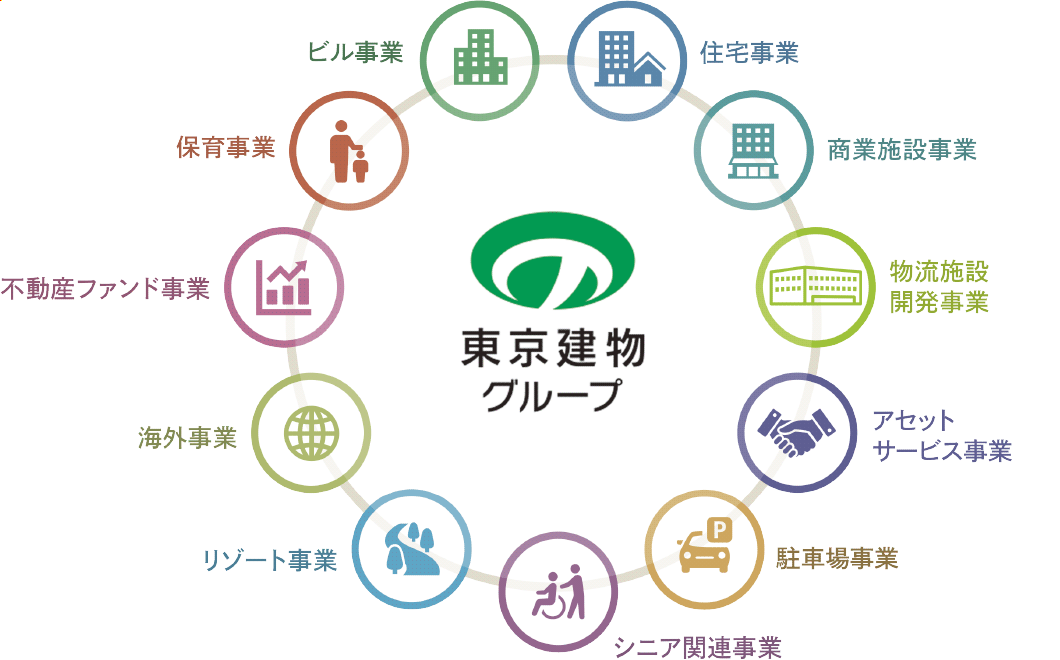 ビル事業
住宅事業
保育事業
商業施設事業
不動産ファンド事業
物流施設
開発事業
東京建物
グループ
海外事業
アセット
サービス事業
P
リゾート事業
駐車場事業
シニア関連事業